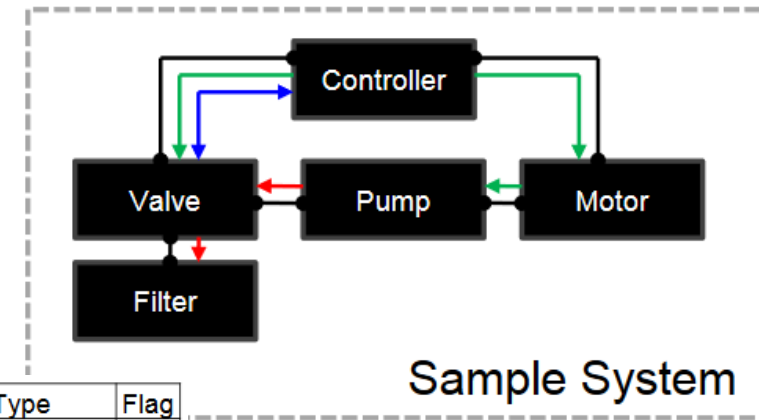 Controller
Valve
Pump
Motor
Filter
Sample System
Type
Flag